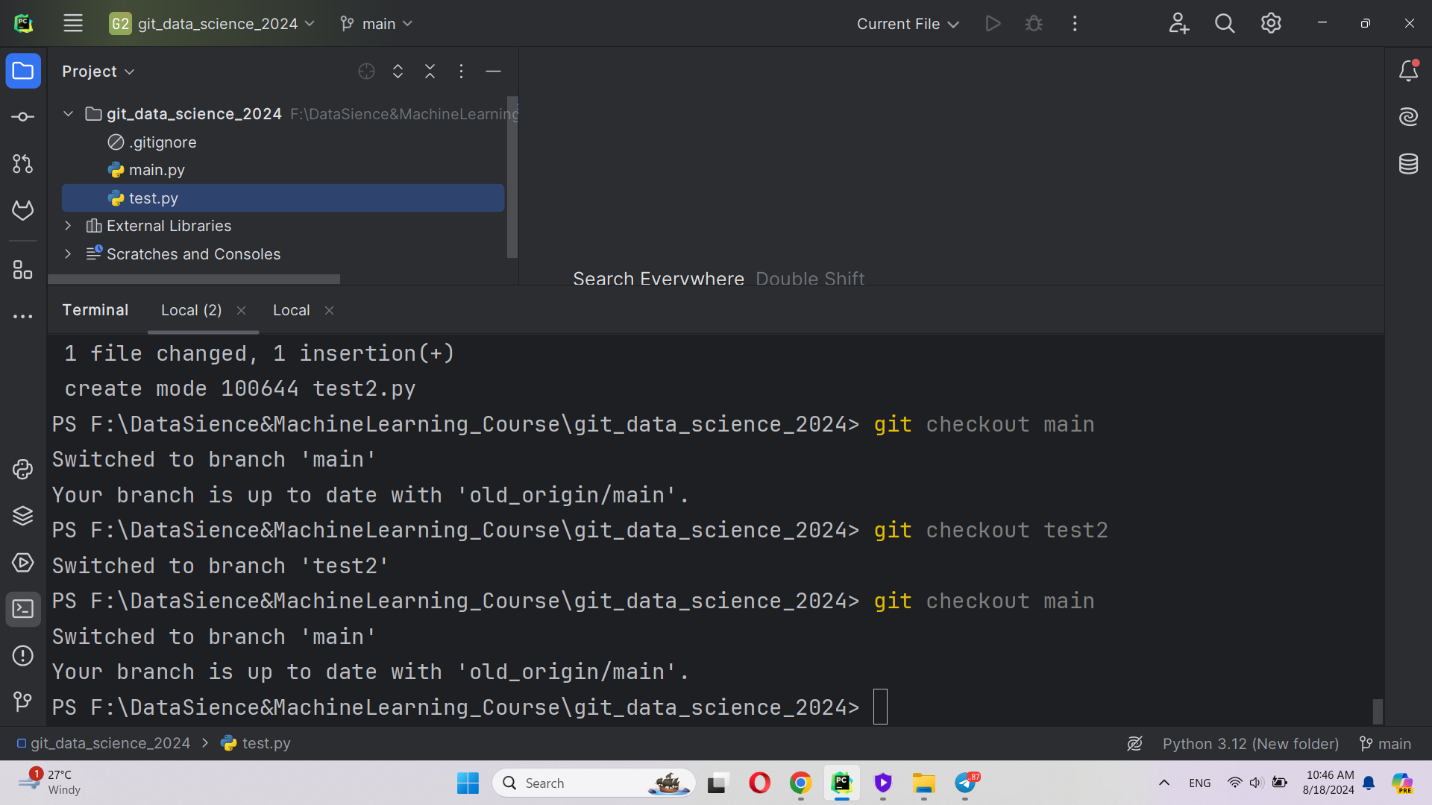 PC
G2 git_data_science_2024
main
Current File
Project
git_data_science_2024 F:\DataSience&MachineLearning
.gitignore
main.py
test.py
External Libraries
Scratches and Consoles
Search Everywhere Double Shift
Terminal Local (2) Local
1 file changed, 1 insertion(+)
create mode 100644 test2.py
PS F:\DataSience&MachineLearning_Course\git_data_science_2024> git checkout main
Switched to branch 'main'
Your branch is up to date with 'old_origin/main'.
PS F:\DataSience&MachineLearning_Course\git_data_science_2024> git checkout test2
Switched to branch 'test2'
PS F:\DataSience&MachineLearning_Course\git_data_science_2024> git checkout main
Switched to branch 'main'
Your branch is up to date with 'old_origin/main'.
PS F:\DataSience&MachineLearning_Course\git_data_science_2024>
git_data_science_2024 > test.py
Python 3.12 (New folder)
main
1
27°C
Windy
Search
PC
87
ENG
10:46 AM
8/18/2024
PRE